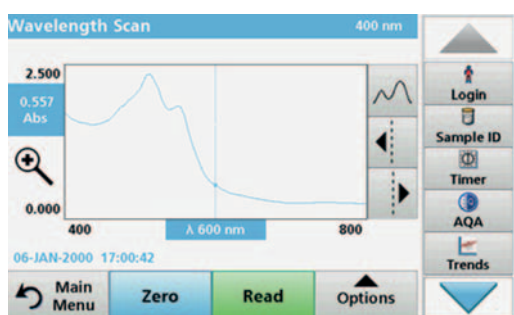 Wavelength Scan 400 nm
2.500
0.557
Abs
0.000
400 λ 600 nm 800
06-JAN-2000 17:00:42
Main
Menu
Zero
Read
Options
Login
Sample ID
Timer
AQA
Trends